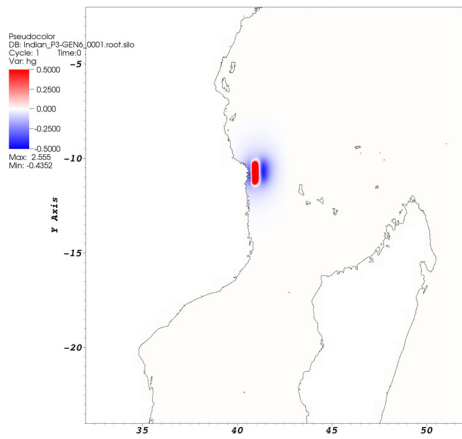 Pseudocolor
DB: Indian_P3-GEN6_0001.root.silo
Cycle: 1 Time:0
Var: hg
0.5000
0.2500
0.000
-0.2500
-0.5000
Max: 2.555
Min: -0.4352
-5
-10
-15
-20
Y Axis
35
40
45
50